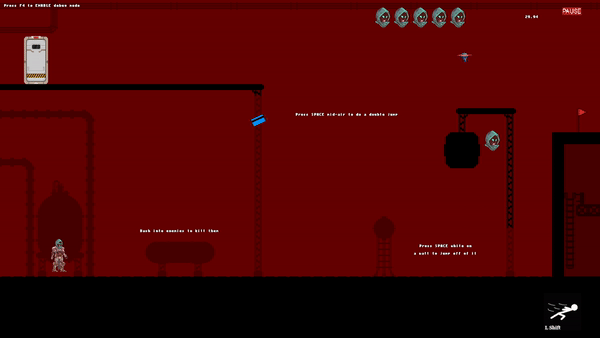 Press F4 to CHANGE debug mode
29.94
PAUSE
Press SPACE mid-air to do a double jump
Dash into enemies to kill them
Press SPACE while on
a wall to jump off of it
L Shift